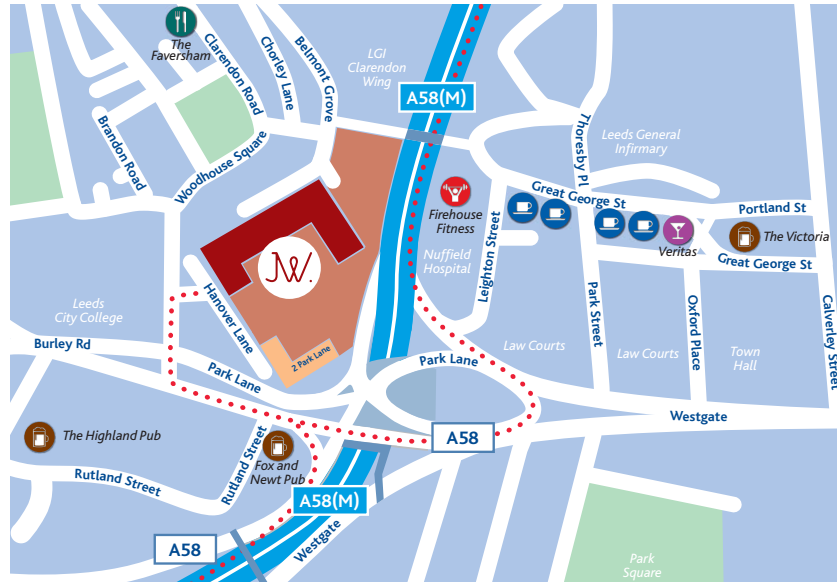 The
Faversham
Clarendon Road
Chorley Lane
Belmont Grove
LGI
Clarendon
Wing
A58(M)
Brandon Road
Woodhouse Square
Thoresby Pl
Leeds General
Infirmary
Great George St
Portland St
Firehouse
Fitness
Nuffield
Hospital
Leighton Street
Veritas
The Victoria
Great George St
J.W.
Hanover Lane
Leeds
City College
Burley Rd
Park Lane
2 Park Lane
Park Lane
Law Courts
Park Street
Law Courts
Oxford Place
Town
Hall
Calverley Street
Westgate
A58
The Highland Pub
Rutland Street
Rutland Street
Fox and
Newt Pub
A58(M)
Westgate
A58
Park
Square